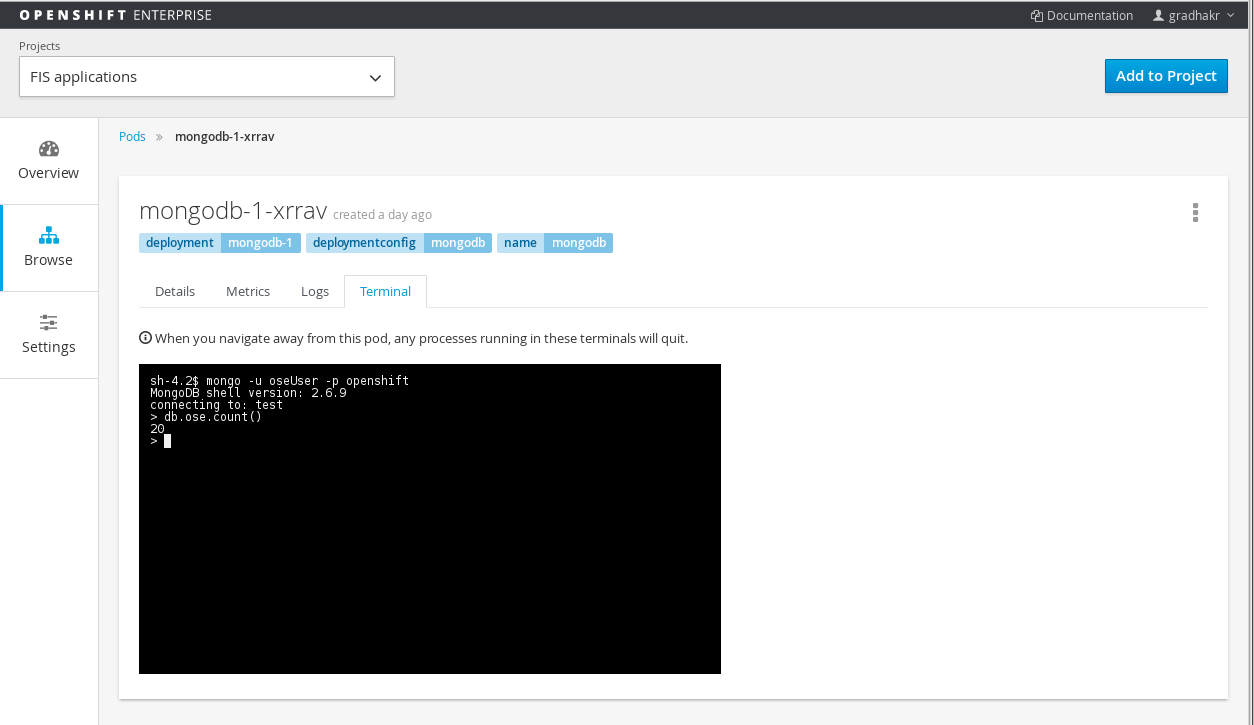 OPENSHIFT ENTERPRISE Documentation gradhakr
Projects
FIS applications
Add to Project
Pods » mongodb-1-xrrav
Overview
Browse
Settings
mongodb-1-xrrav created a day ago
deployment mongodb-1 deploymentconfig mongodb name mongodb
Details Metrics Logs Terminal
When you navigate away from this pod, any processes running in these terminals will quit.
sh-4.2$ mongo -u oseUser -p openshift
MongoDB shell version: 2.6.9
connecting to: test
> db.ose.count()
20
>